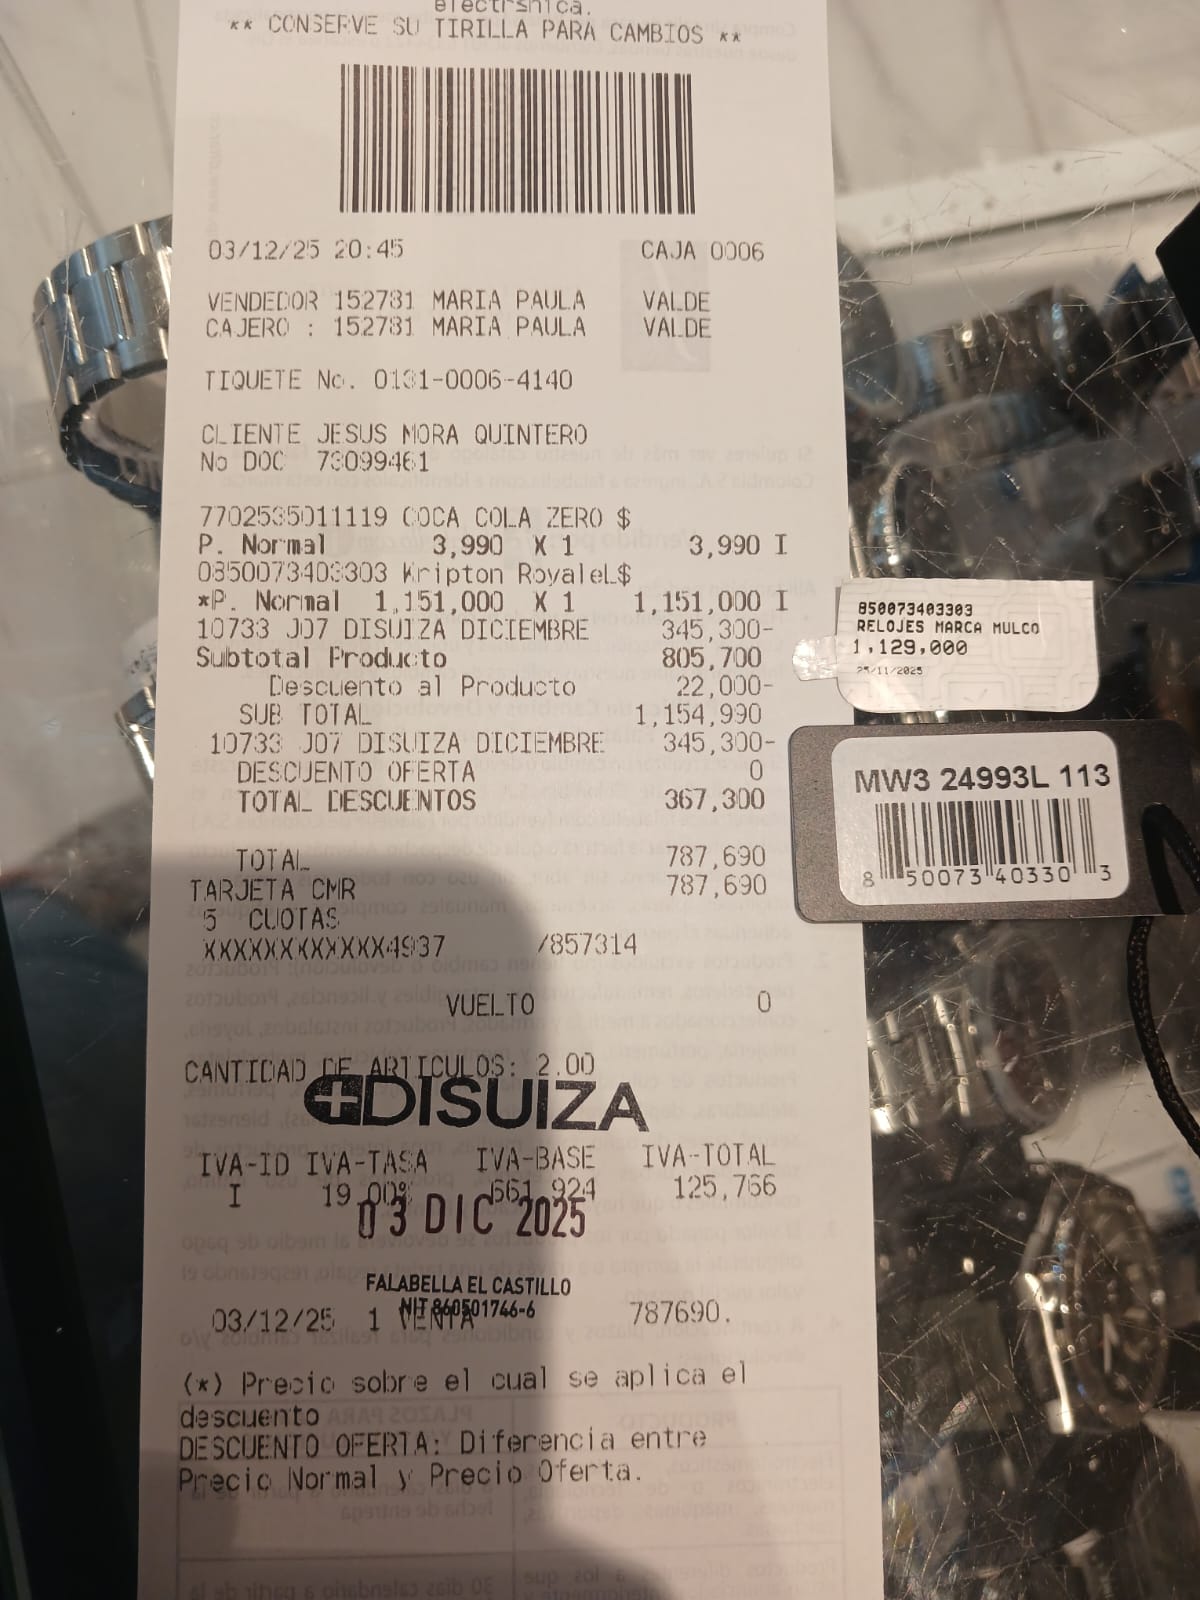 electrsnica.
** CONSERVE SU TIRILLA PARA CAMBIOS **
03/12/25 20:45 CAJA 0006
VENDEDOR 152781 MARIA PAULA VALDE
CAJERO : 152781 MARIA PAULA VALDE
TIQUETE No. 0131-0006-4140
CLIENTE JESUS MORA QUINTERO
No DOC 73099461
7702535011119 COCA COLA ZERO $
P. Normal 3,990 X 1 3,990 I
0850073403303 Kripton RoyaleL$
*P. Normal 1,151,000 X 1 1,151,000 I
10733 J07 DISUIZA DICIEMBRE 345,300-
Subtotal Producto 805,700
Descuento al Producto 22,000-
SUB TOTAL 1,154,990
10733 J07 DISUIZA DICIEMBRE 345,300-
DESCUENTO OFERTA 0
TOTAL DESCUENTOS 367,300
TOTAL 787,690
TARJETA CMR 787,690
5 CUOTAS
XXXXXXXXXXXX4937 /857314
VUELTO 0
CANTIDAD DE ARTICULOS: 2.00
DISUIZA
IVA-ID IVA-TASA IVA-BASE IVA-TOTAL
I 19.00% 661,924 125,766
03 DIC 2025
FALABELLA EL CASTILLO
NIT 860501746-6
03/12/25 1 VENTA 787690.
(*) Precio sobre el cual se aplica el
descuento
DESCUENTO OFERTA: Diferencia entre
Precio Normal y Precio Oferta.
850073403303
RELOJES MARCA MULCO
1,129,000
25/11/2025
MW3 24993L 113
8 50073 40330 3